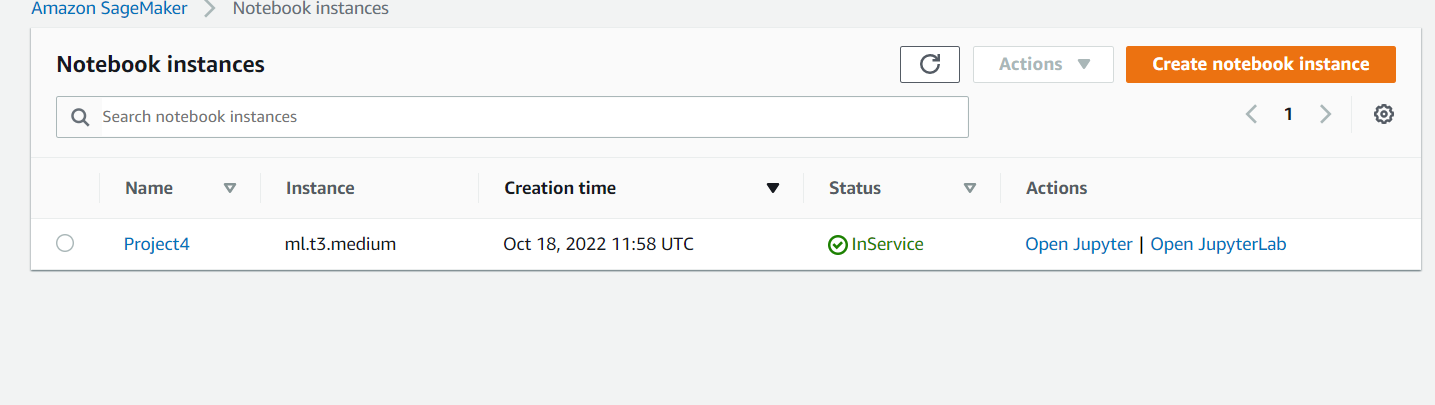 Amazon SageMaker Notebook instances
Notebook instances Actions Create notebook instance
Search notebook instances 1
Name Instance Creation time Status Actions
Project4 ml.t3.medium Oct 18, 2022 11:58 UTC InService Open Jupyter | Open JupyterLab